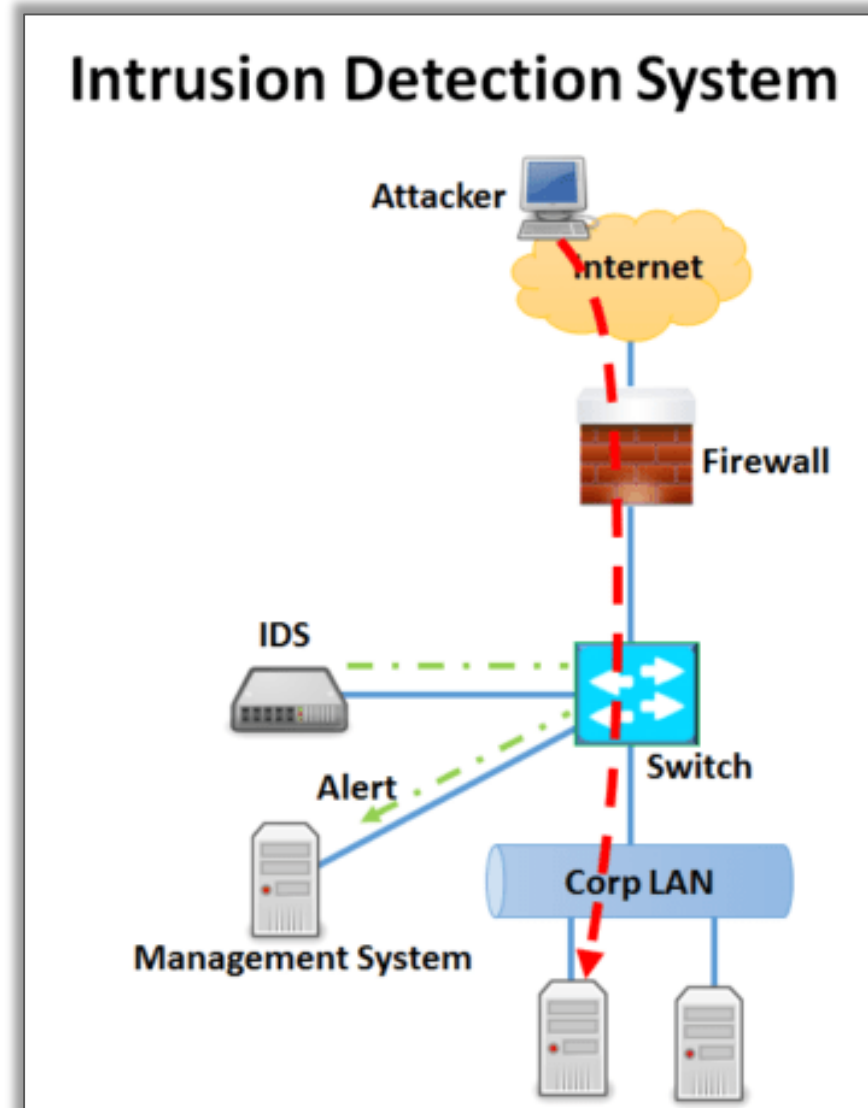 Intrusion Detection System
Attacker
Internet
Firewall
IDS
Switch
Alert
Corp LAN
Management System